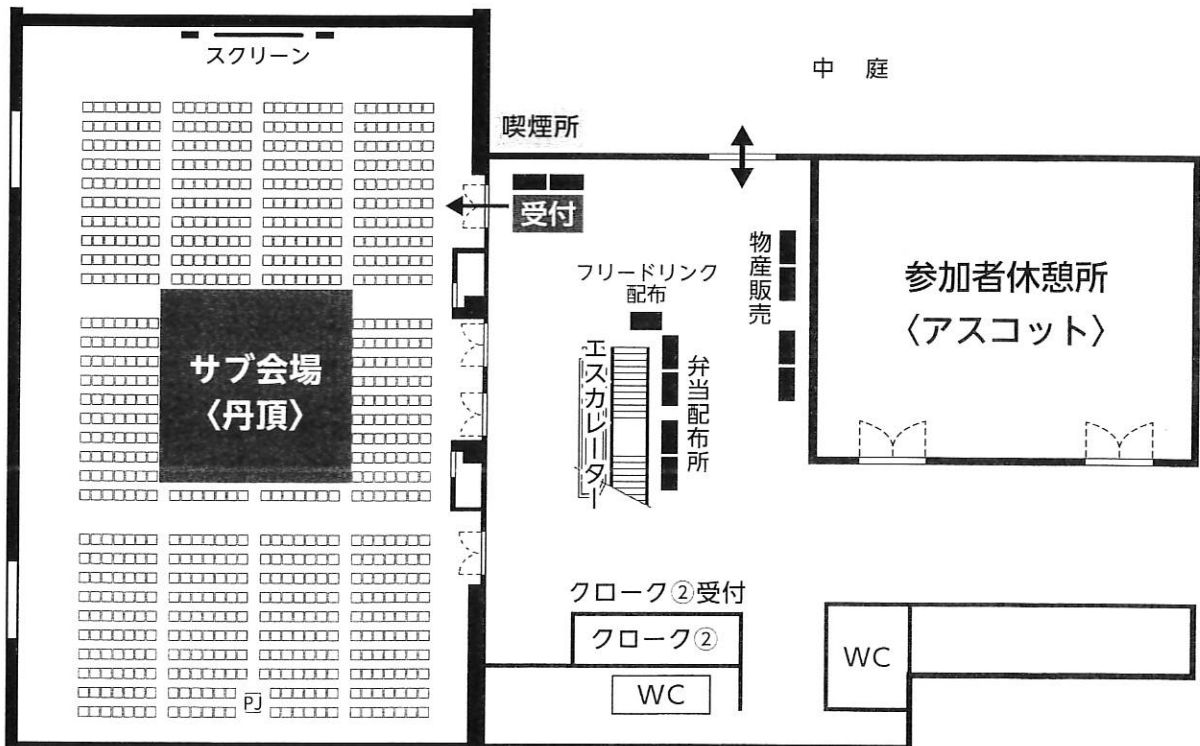 スクリーン
中 庭
喫煙所
受付
物産販売
フリードリンク
配布
参加者休憩所
〈アスコット〉
サブ会場
〈丹頂〉
エスカレーター
弁当配布所
クローク②受付
クローク②
WC
WC
PJ